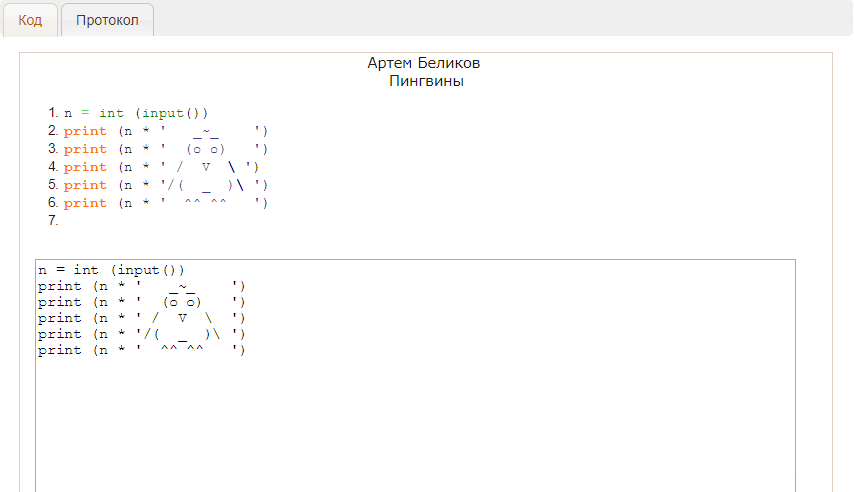 Код
Протокол
Артем Беликов
Пингвины
1. n = int (input())
2. print (n * '   _~_    ')
3. print (n * '  (o o)   ')
4. print (n * ' /  V  \ ')
5. print (n * '/(  _  )\ ')
6. print (n * '  ^^ ^^   ')
7.
n = int (input())
print (n * '   _~_    ')
print (n * '  (o o)   ')
print (n * ' /  V  \  ')
print (n * '/(  _  )\ ')
print (n * '  ^^ ^^   ')